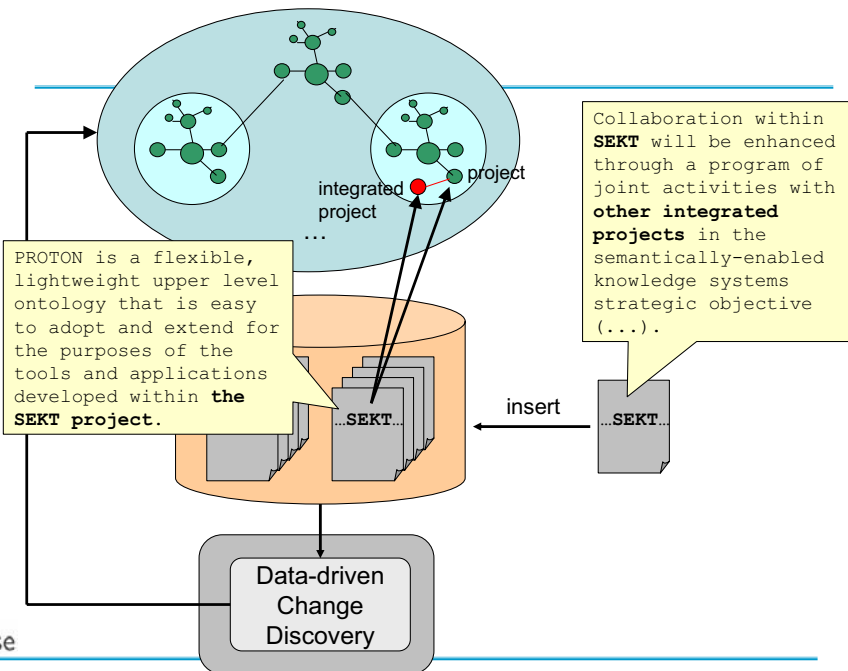 project
integrated
project
...
Collaboration within
SEKT will be enhanced
through a program of
joint activities with
other integrated
projects in the
semantically-enabled
knowledge systems
strategic objective
(...).
PROTON is a flexible,
lightweight upper level
ontology that is easy
to adopt and extend for
the purposes of the
tools and applications
developed within the
SEKT project.
...SEKT...
insert
...SEKT...
Data-driven
Change
Discovery
se